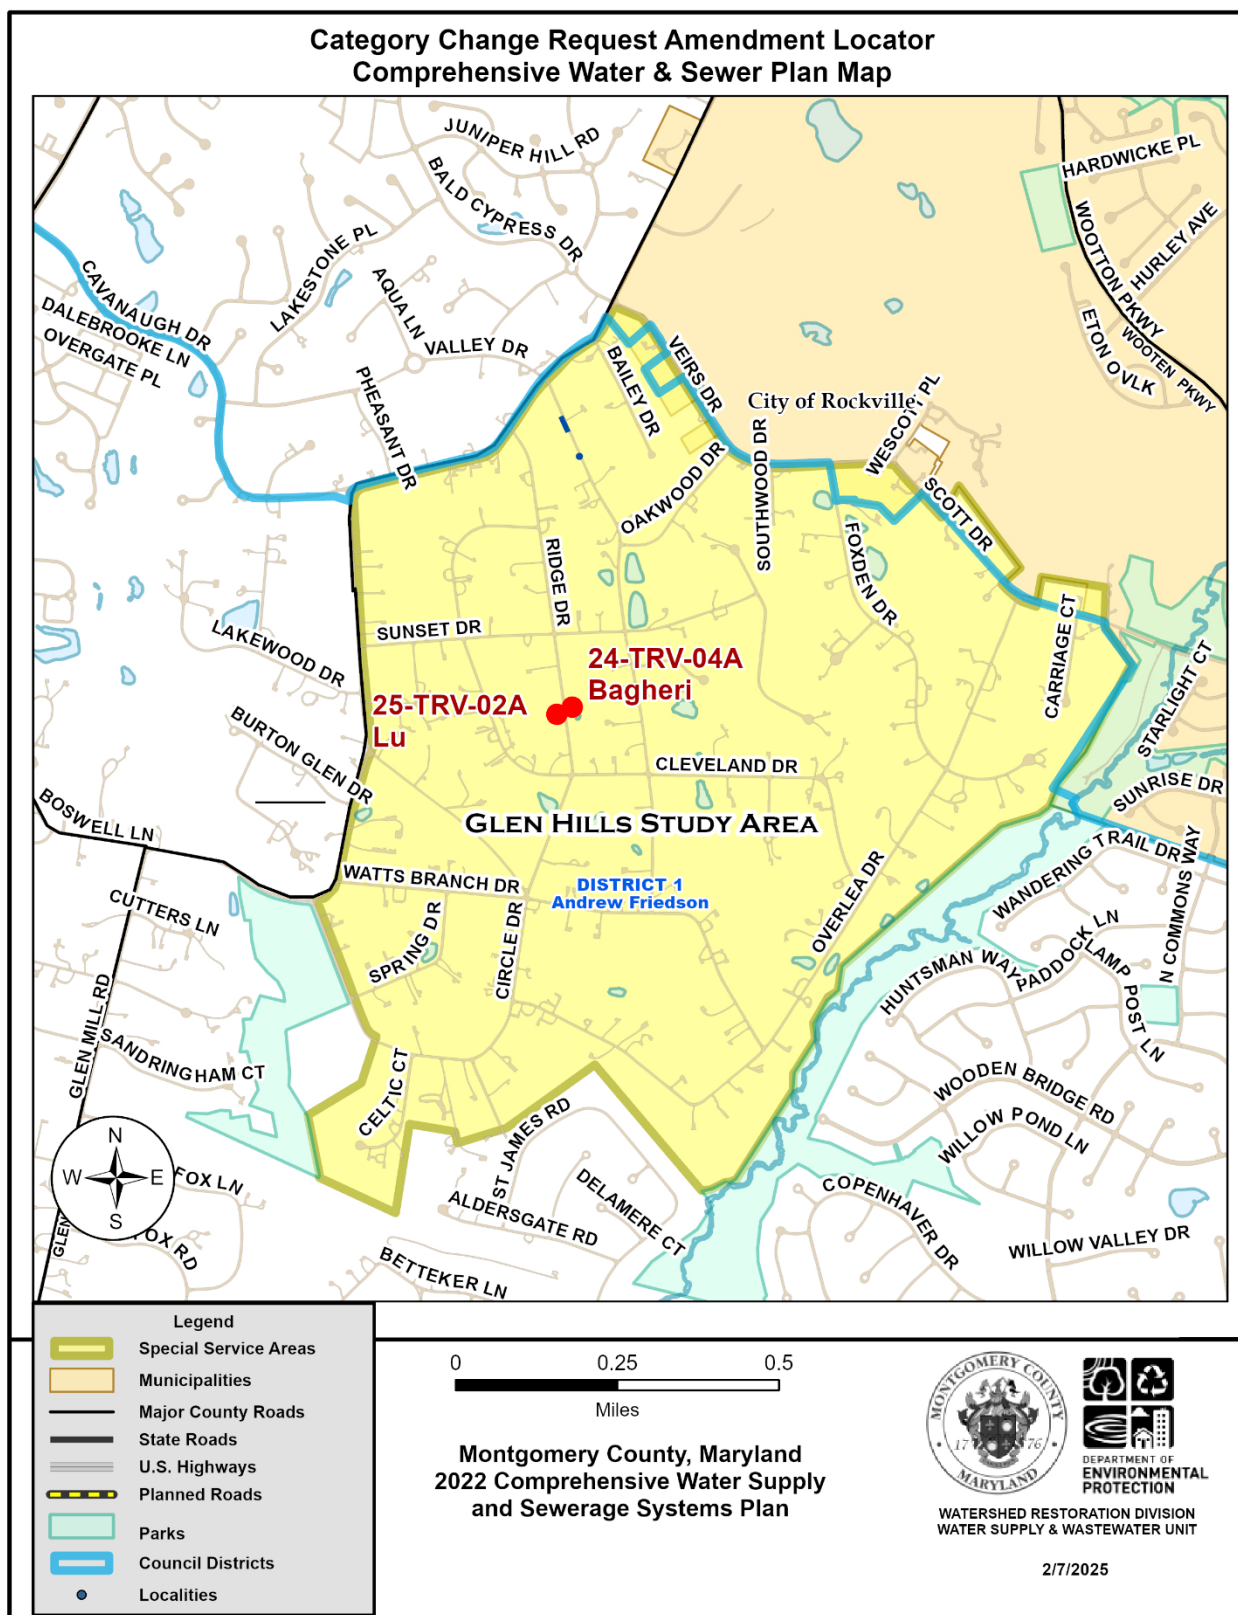 Category Change Request Amendment Locator
Comprehensive Water & Sewer Plan Map
JUNIPER HILL RD
BALD CYPRESS DR
HARDWICKE PL
WOOTTON PKWY
HURLEY AVE
LAKESTONE PL
CAVANAUGH DR
AQUA LN
DALEBROOKE LN
OVERGATE PL
VALLEY DR
ETON OVLK
WOOTEN PKWY
PHEASANT DR
BAILEY DR
VEIRS DR
City of Rockville
WESCOTT PL
OAKWOOD DR
SOUTHWOOD DR
SCOTT DR
RIDGE DR
FOXDEN DR
SUNSET DR
CARRIAGE CT
LAKEWOOD DR
24-TRV-04A
Bagheri
25-TRV-02A
Lu
STARLIGHT CT
BURTON GLEN DR
CLEVELAND DR
SUNRISE DR
BOSWELL LN
GLEN HILLS STUDY AREA
WATTS BRANCH DR
DISTRICT 1
Andrew Friedson
WANDERING TRAIL DR
CUTTERS LN
SPRING DR
CIRCLE DR
OVERLEA DR
N COMMONS WAY
PADDOCK LN
HUNTSMAN WAY
LAMP POST LN
GLEN MILL RD
SANDRINGHAM CT
CELTIC CT
WOODEN BRIDGE RD
WILLOW POND LN
ST JAMES RD
N
W E
S
FOX LN
DELAMERE CT
COPENHAVER DR
ALDERSGATE RD
GLEN
FOX RD
BETTEKER LN
WILLOW VALLEY DR
Legend
Special Service Areas
Municipalities
Major County Roads
State Roads
U.S. Highways
Planned Roads
Parks
Council Districts
Localities
0 0.25 0.5
Miles
Montgomery County, Maryland
2022 Comprehensive Water Supply
and Sewerage Systems Plan
MONTGOMERY COUNTY
17 76
MARYLAND
DEPARTMENT OF
ENVIRONMENTAL
PROTECTION
WATERSHED RESTORATION DIVISION
WATER SUPPLY & WASTEWATER UNIT
2/7/2025